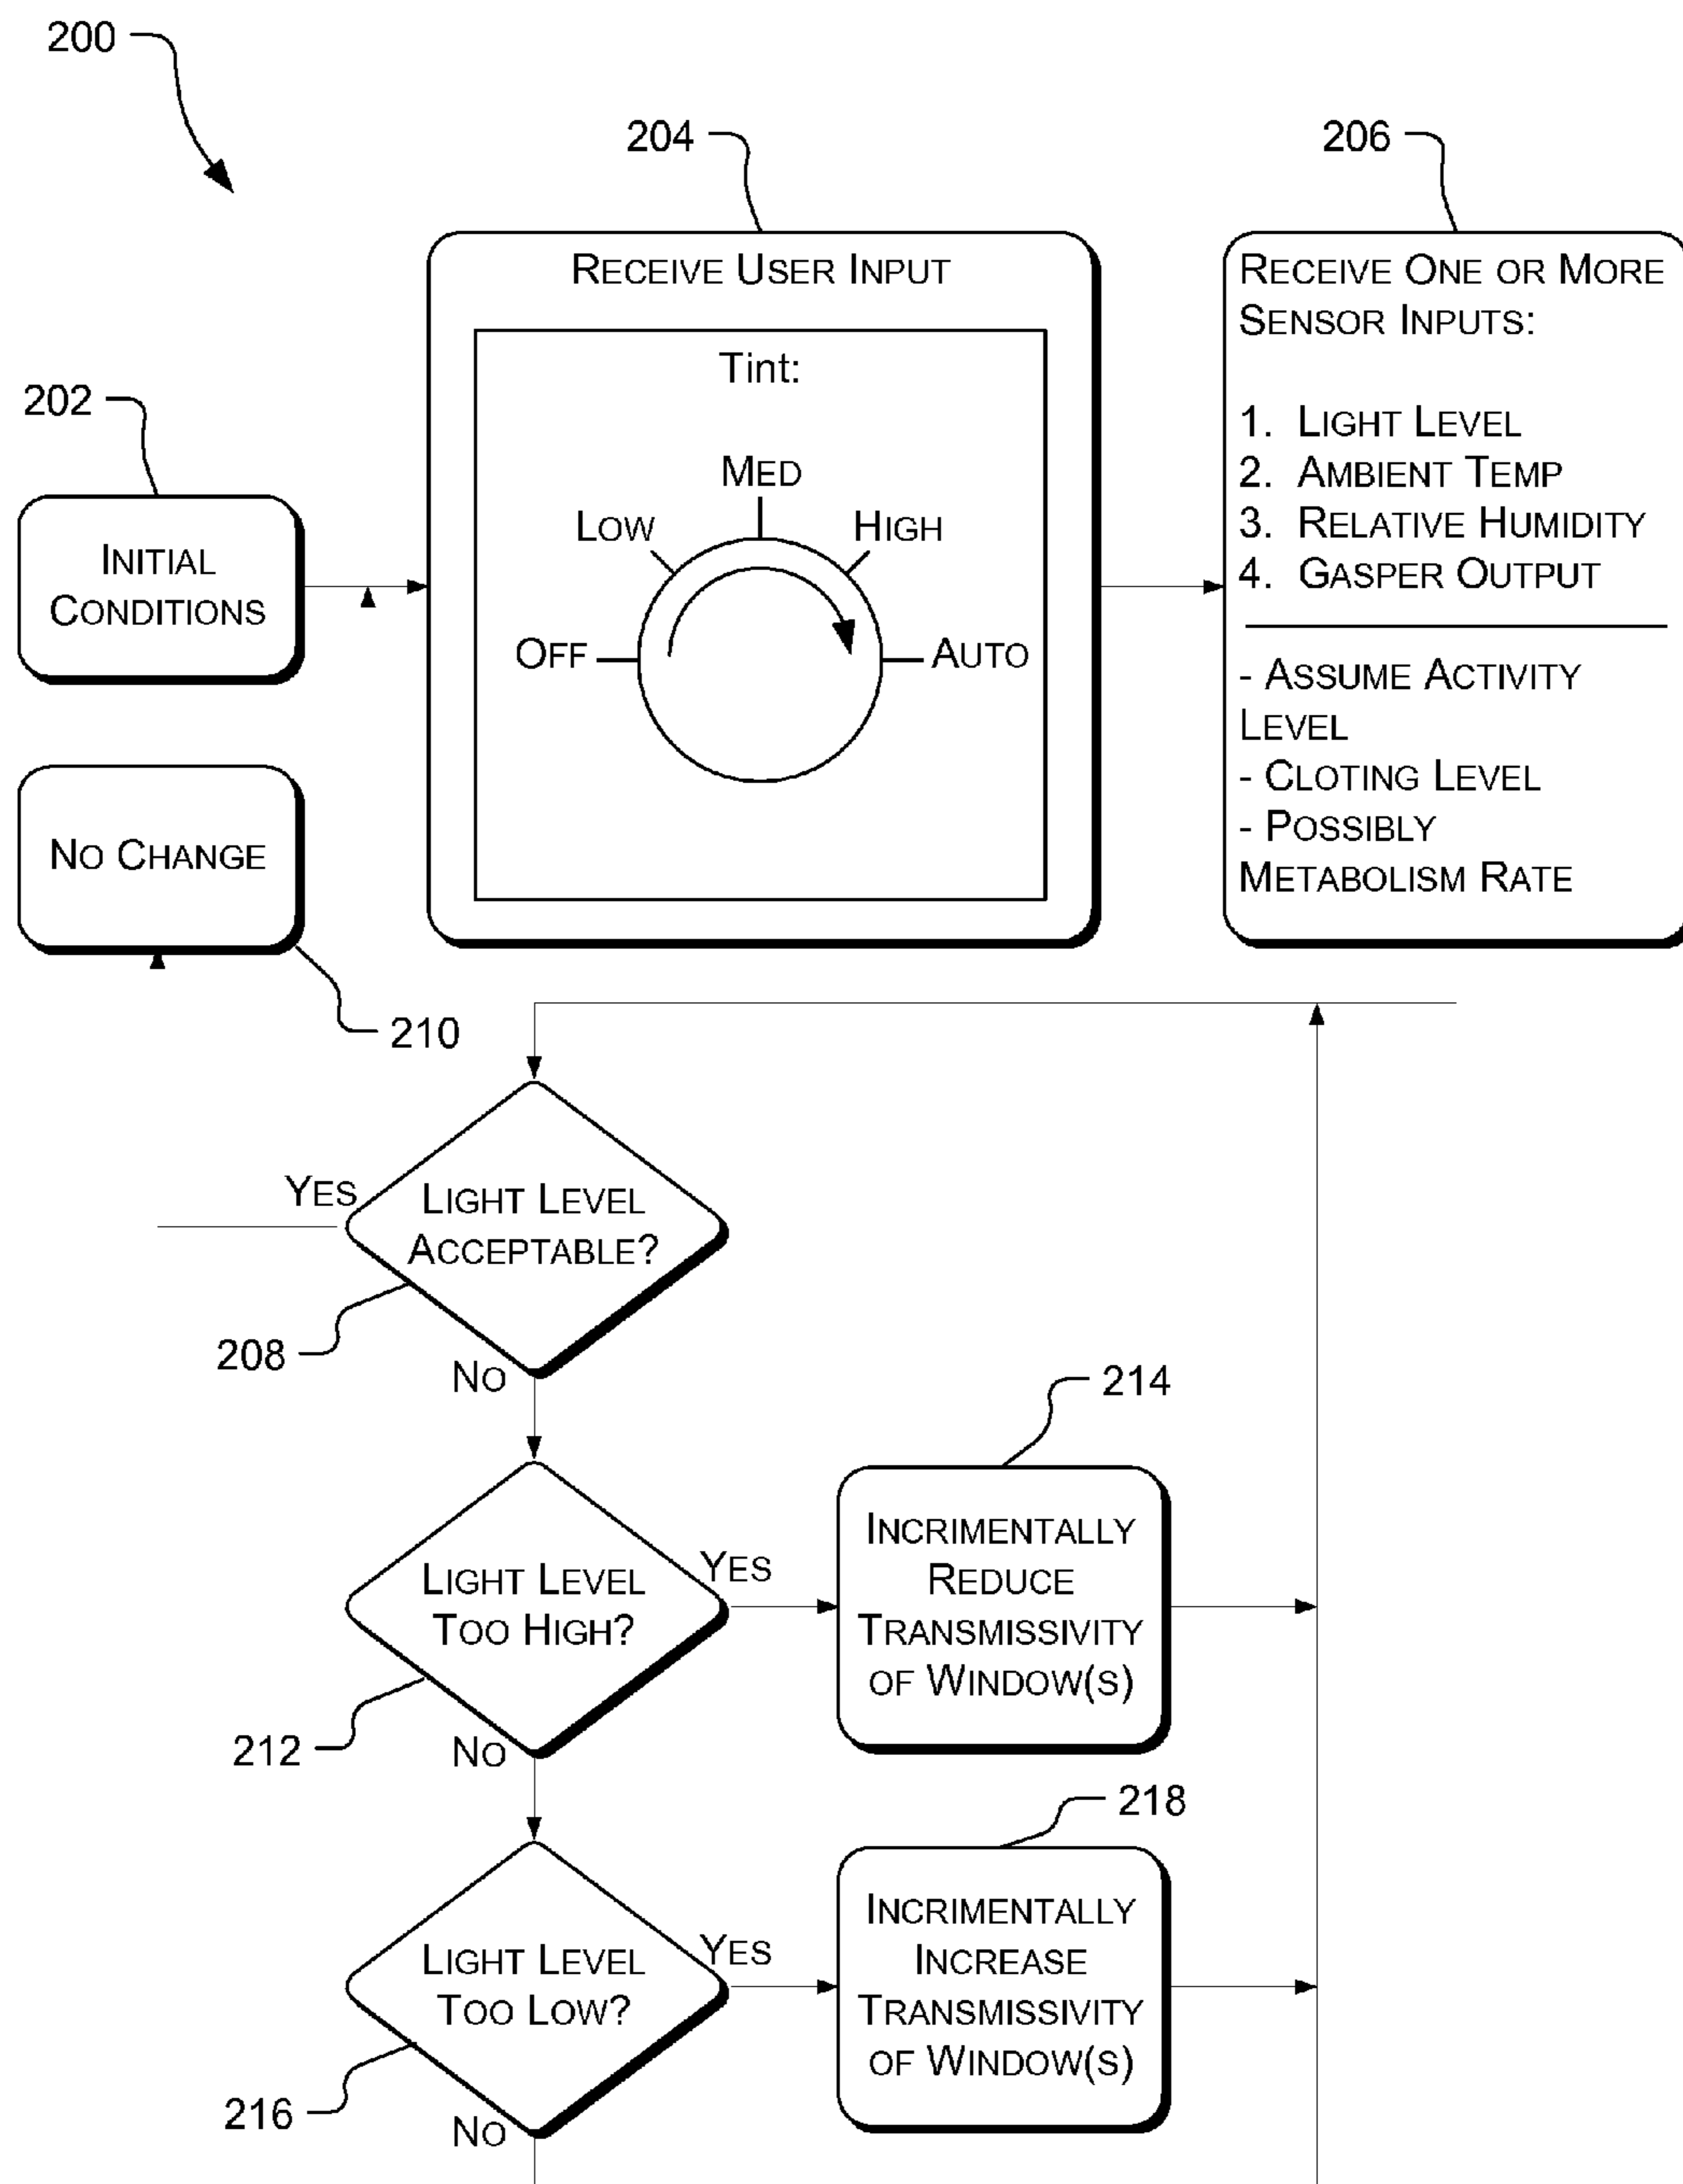 200
204
206
RECEIVE USER INPUT
Tint:
MED
LOW
HIGH
OFF
AUTO
RECEIVE ONE OR MORE
SENSOR INPUTS:
1. LIGHT LEVEL
2. AMBIENT TEMP
3. RELATIVE HUMIDITY
4. GASPER OUTPUT
- ASSUME ACTIVITY
LEVEL
- CLOTING LEVEL
- POSSIBLY
METABOLISM RATE
202
INITIAL
CONDITIONS
NO CHANGE
210
YES
LIGHT LEVEL
ACCEPTABLE?
208
NO
214
LIGHT LEVEL
TOO HIGH?
YES
212
NO
INCRIMENTALLY
REDUCE
TRANSMISSIVITY
OF WINDOW(S)
218
LIGHT LEVEL
TOO LOW?
YES
216
NO
INCRIMENTALLY
INCREASE
TRANSMISSIVITY
OF WINDOW(S)